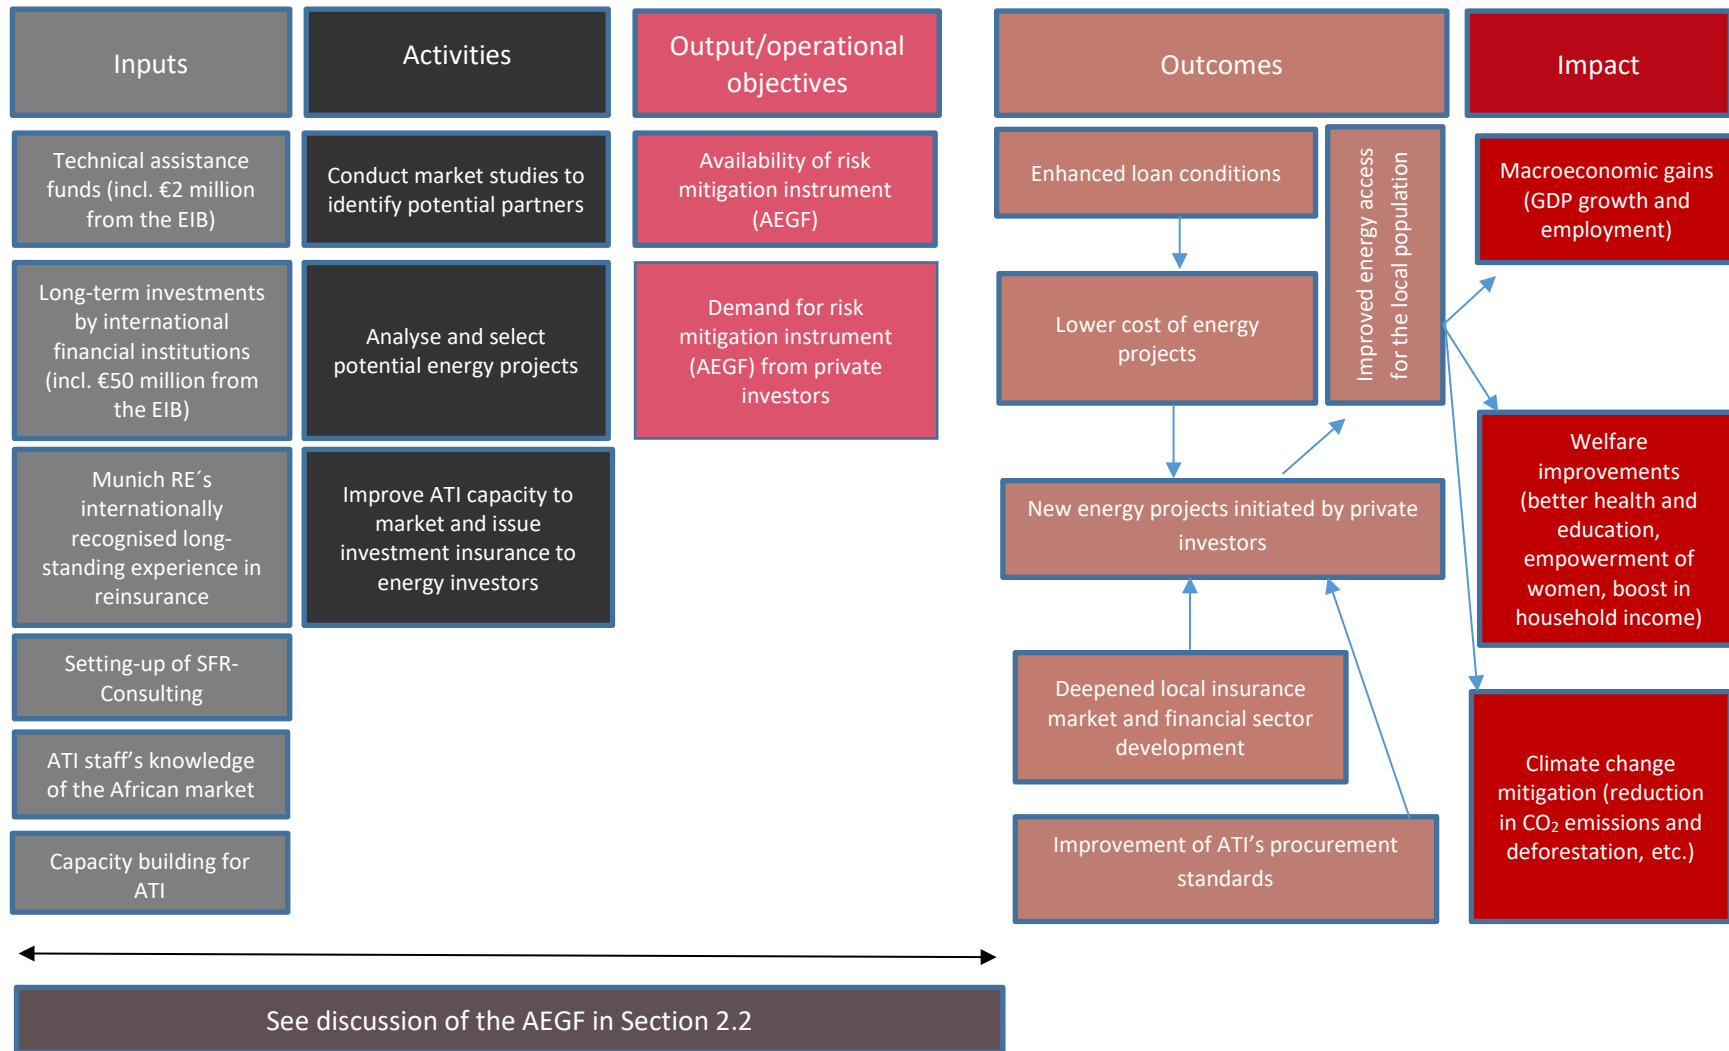 Inputs
Activities
Output/operational
objectives
Outcomes
Impact
Technical assistance
funds (incl. €2 million
from the EIB)
Long-term investments
by international
financial institutions
(incl. €50 million from
the EIB)
Munich RE´s
internationally
recognised long-
standing experience in
reinsurance
Setting-up of SFR-
Consulting
ATI staff’s knowledge
of the African market
Capacity building for
ATI
Conduct market studies to
identify potential partners
Analyse and select
potential energy projects
Improve ATI capacity to
market and issue
investment insurance to
energy investors
Availability of risk
mitigation instrument
(AEGF)
Demand for risk
mitigation instrument
(AEGF) from private
investors
Enhanced loan conditions
Lower cost of energy
projects
Improved energy access
for the local population
New energy projects initiated by private
investors
Deepened local insurance
market and financial sector
development
Improvement of ATI’s procurement
standards
Macroeconomic gains
(GDP growth and
employment)
Welfare
improvements
(better health and
education,
empowerment of
women, boost in
household income)
Climate change
mitigation (reduction
in CO₂ emissions and
deforestation, etc.)
See discussion of the AEGF in Section 2.2